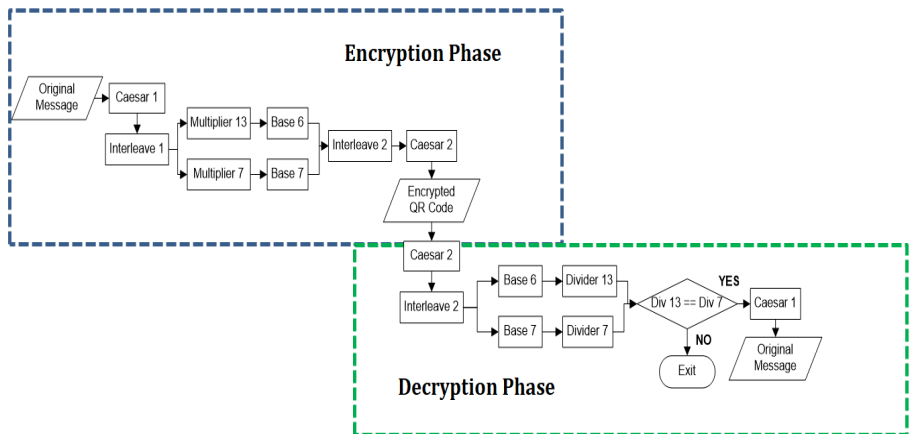 Encryption Phase
Original
Message
Caesar 1
Interleave 1
Multiplier 13
Base 6
Multiplier 7
Base 7
Interleave 2
Caesar 2
Encrypted
QR Code
Caesar 2
Interleave 2
Base 6
Divider 13
Base 7
Divider 7
Div 13 == Div 7
YES
NO
Caesar 1
Exit
Original
Message
Decryption Phase